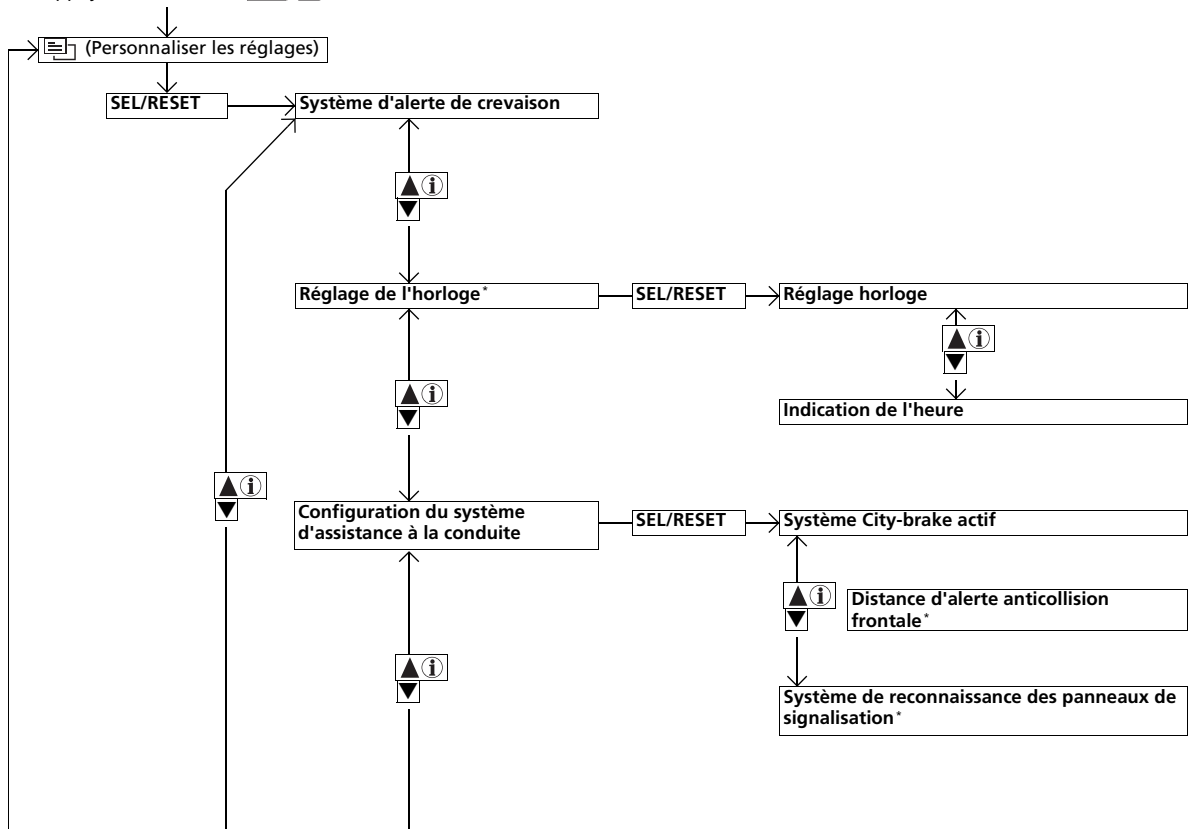 (Personnaliser les réglages)
SEL/RESET
Système d'alerte de crevaison
Réglage de l'horloge*
SEL/RESET
Réglage horloge
Indication de l'heure
Configuration du système
d'assistance à la conduite
SEL/RESET
Système City-brake actif
Distance d'alerte anticollision
frontale*
Système de reconnaissance des panneaux de
signalisation*